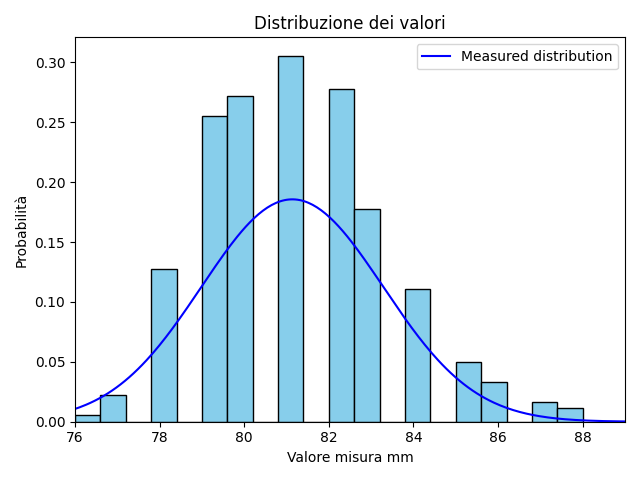 Distribuzione dei valori
Measured distribution
0.30
0.25
0.20
0.15
0.10
0.05
0.00
Probabilità
76 78 80 82 84 86 88
Valore misura mm